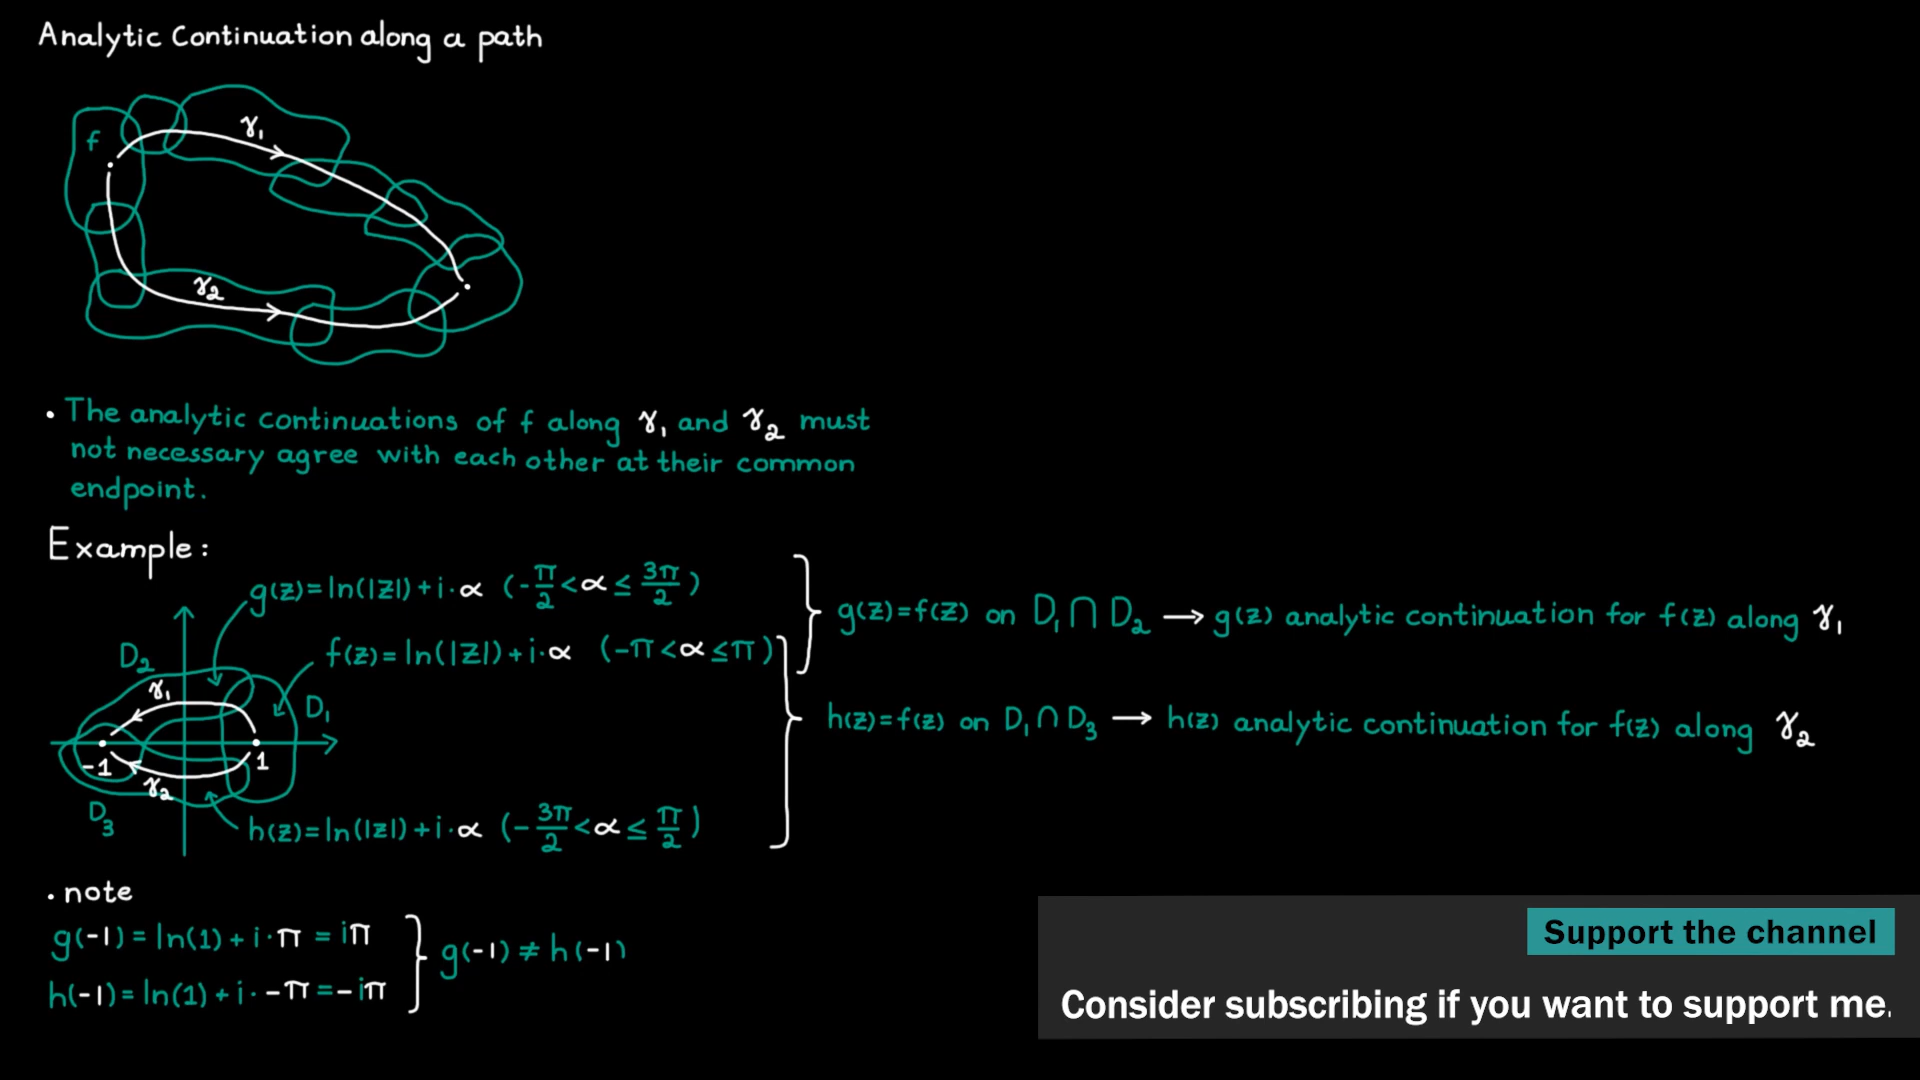 Analytic Continuation along a path
f
γ₁
γ₂
• The analytic continuations of f along γ₁ and γ₂ must
not necessary agree with each other at their common
endpoint.
Example:
g(z)=ln(|z|)+i·α (-π/2<α≤3π/2)
f(z)=ln(|z|)+i·α (-π<α≤π)
g(z)=f(z) on D₁∩D₂ → g(z) analytic continuation for f(z) along γ₁
D₂
γ₁
D₁
h(z)=f(z) on D₁∩D₃ → h(z) analytic continuation for f(z) along γ₂
-1
1
γ₂
D₃
h(z)=ln(|z|)+i·α (-3π/2<α≤π/2)
• note
g(-1)=ln(1)+i·π=iπ
h(-1)=ln(1)+i·-π=-iπ
g(-1)≠h(-1)
Support the channel
Consider subscribing if you want to support me.